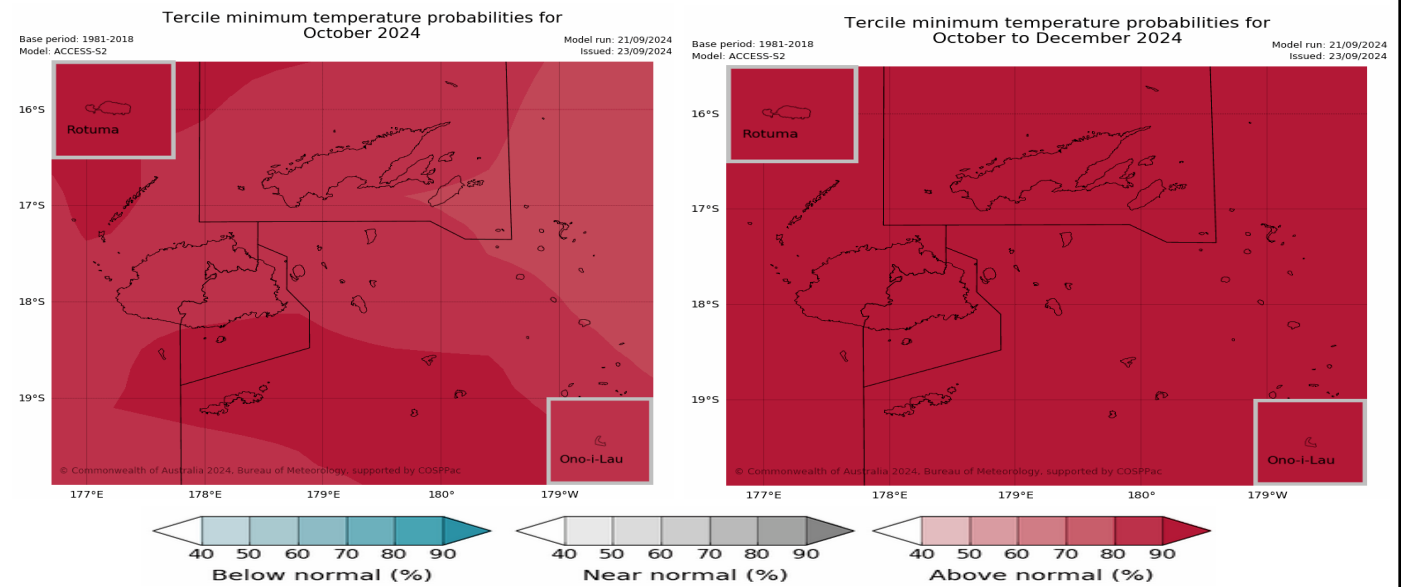 Tercile minimum temperature probabilities for
October 2024
Base period: 1981-2018
Model: ACCESS-S2
Model run: 21/09/2024
Issued: 23/09/2024
16°S
17°S
18°S
19°S
Rotuma
Ono-i-Lau
© Commonwealth of Australia 2024, Bureau of Meteorology, supported by COSPPac
177°E
178°E
179°E
180°
179°W
Tercile minimum temperature probabilities for
October to December 2024
Base period: 1981-2018
Model: ACCESS-S2
Model run: 21/09/2024
Issued: 23/09/2024
16°S
17°S
18°S
19°S
Rotuma
Ono-i-Lau
© Commonwealth of Australia 2024, Bureau of Meteorology, supported by COSPPac
177°E
178°E
179°E
180°
179°W
40 50 60 70 80 90
Below normal (%)
40 50 60 70 80 90
Near normal (%)
40 50 60 70 80 90
Above normal (%)